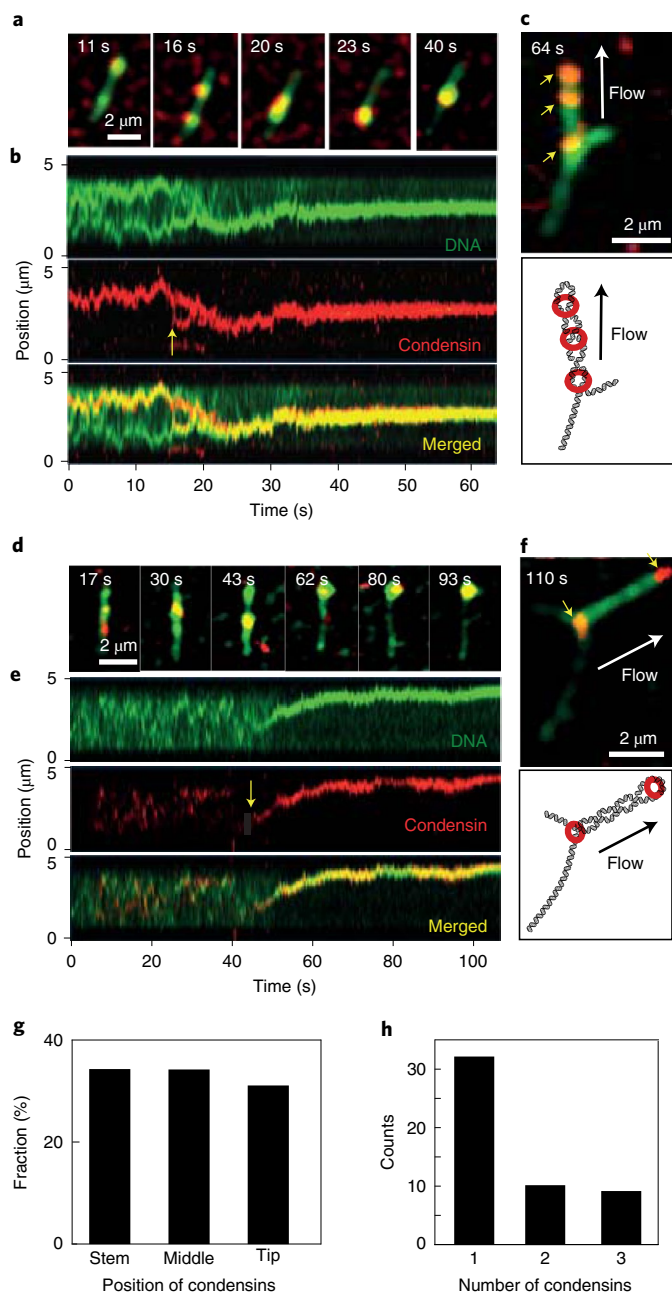 a
11 s
16 s
20 s
23 s
40 s
2 μm
b
5
0
DNA
5
0
Condensin
5
0
Merged
Position (μm)
0
10
20
30
40
50
60
Time (s)
c
64 s
Flow
2 μm
Flow
d
17 s
30 s
43 s
62 s
80 s
93 s
2 μm
e
5
0
DNA
5
0
Condensin
5
0
Merged
Position (μm)
0
20
40
60
80
100
Time (s)
f
110 s
Flow
2 μm
Flow
g
40
20
0
Fraction (%)
Stem
Middle
Tip
Position of condensins
h
30
20
10
0
Counts
1
2
3
Number of condensins